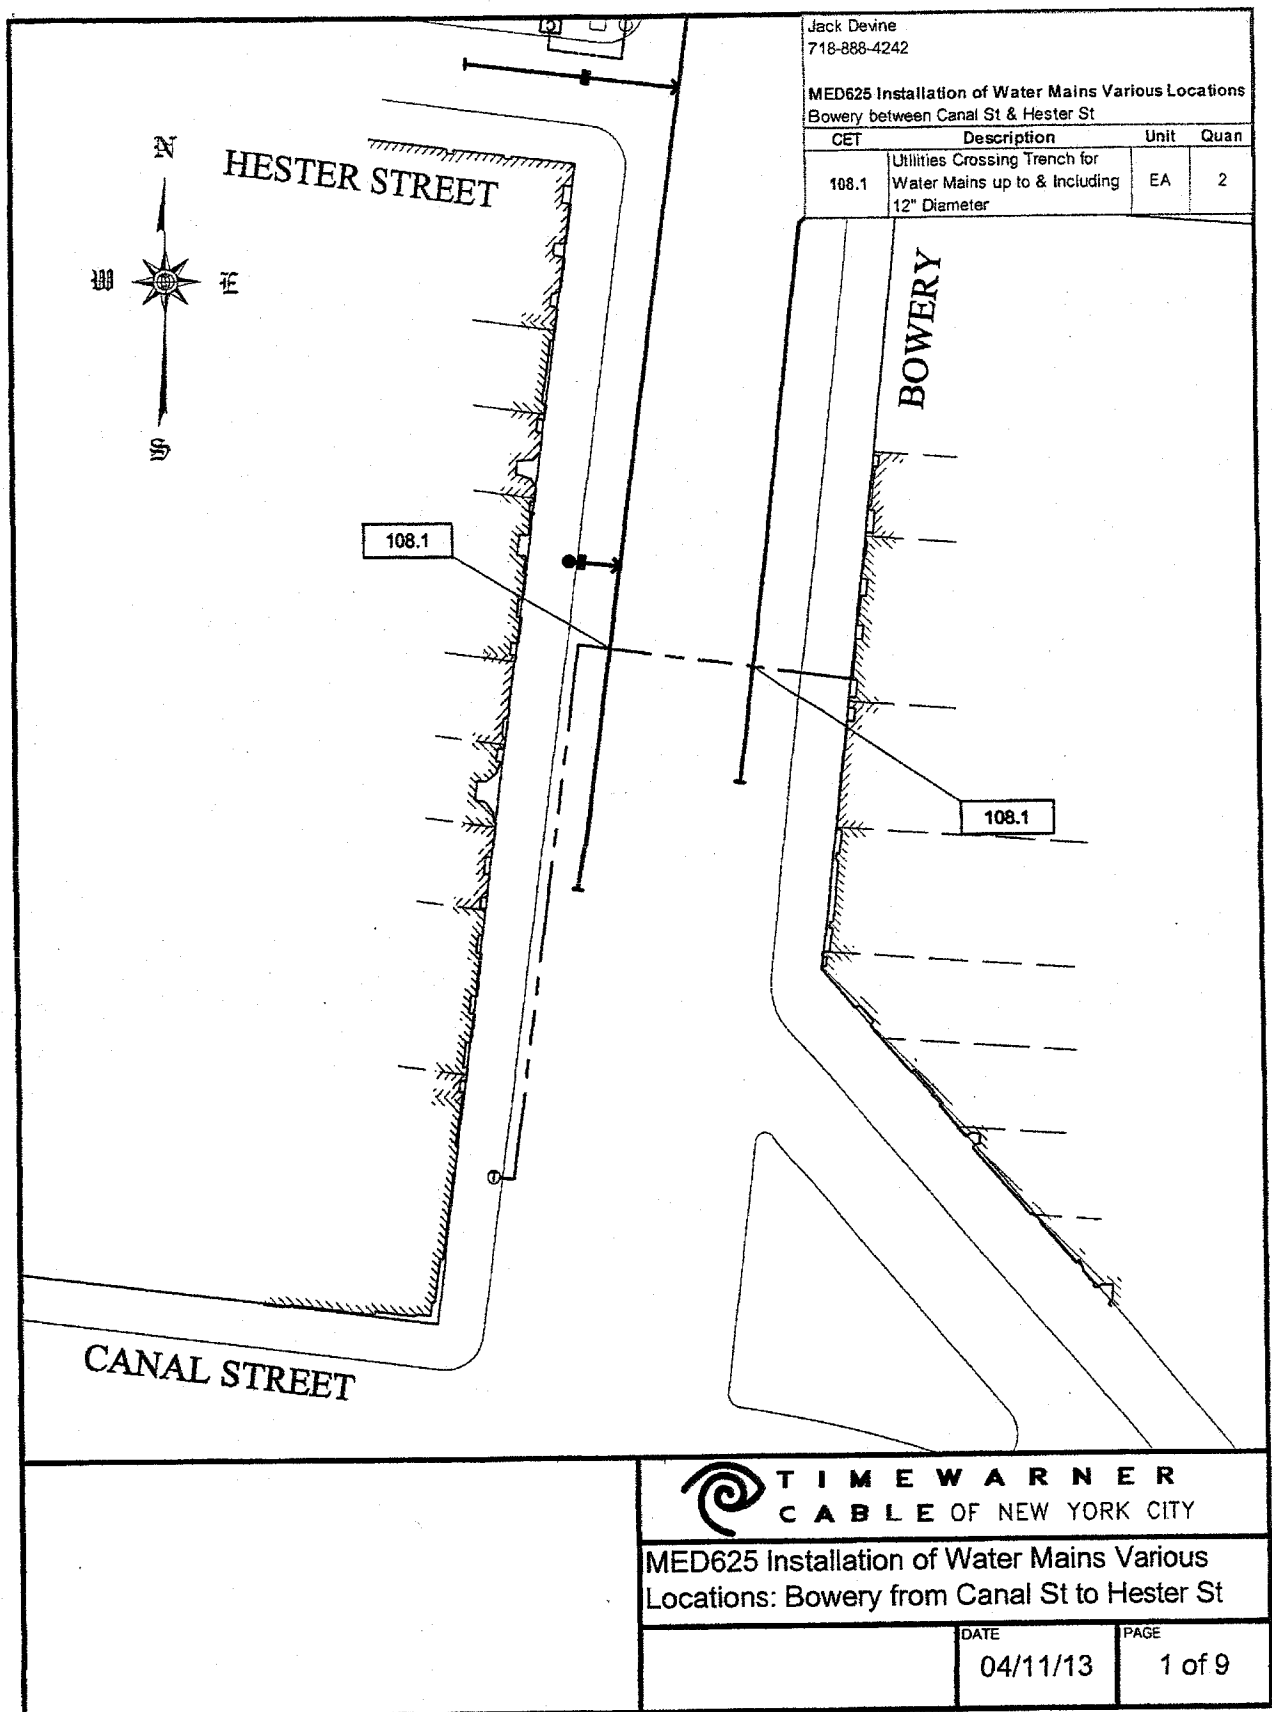 Jack Devine
718-888-4242
MED625 Installation of Water Mains Various Locations
Bowery between Canal St & Hester St
CET Description Unit Quan
108.1 Utilities Crossing Trench for Water Mains up to & Including 12" Diameter EA 2
N
HESTER STREET
W E
S
BOWERY
108.1
108.1
CANAL STREET
TIME WARNER
CABLE OF NEW YORK CITY
MED625 Installation of Water Mains Various
Locations: Bowery from Canal St to Hester St
DATE
04/11/13
PAGE
1 of 9